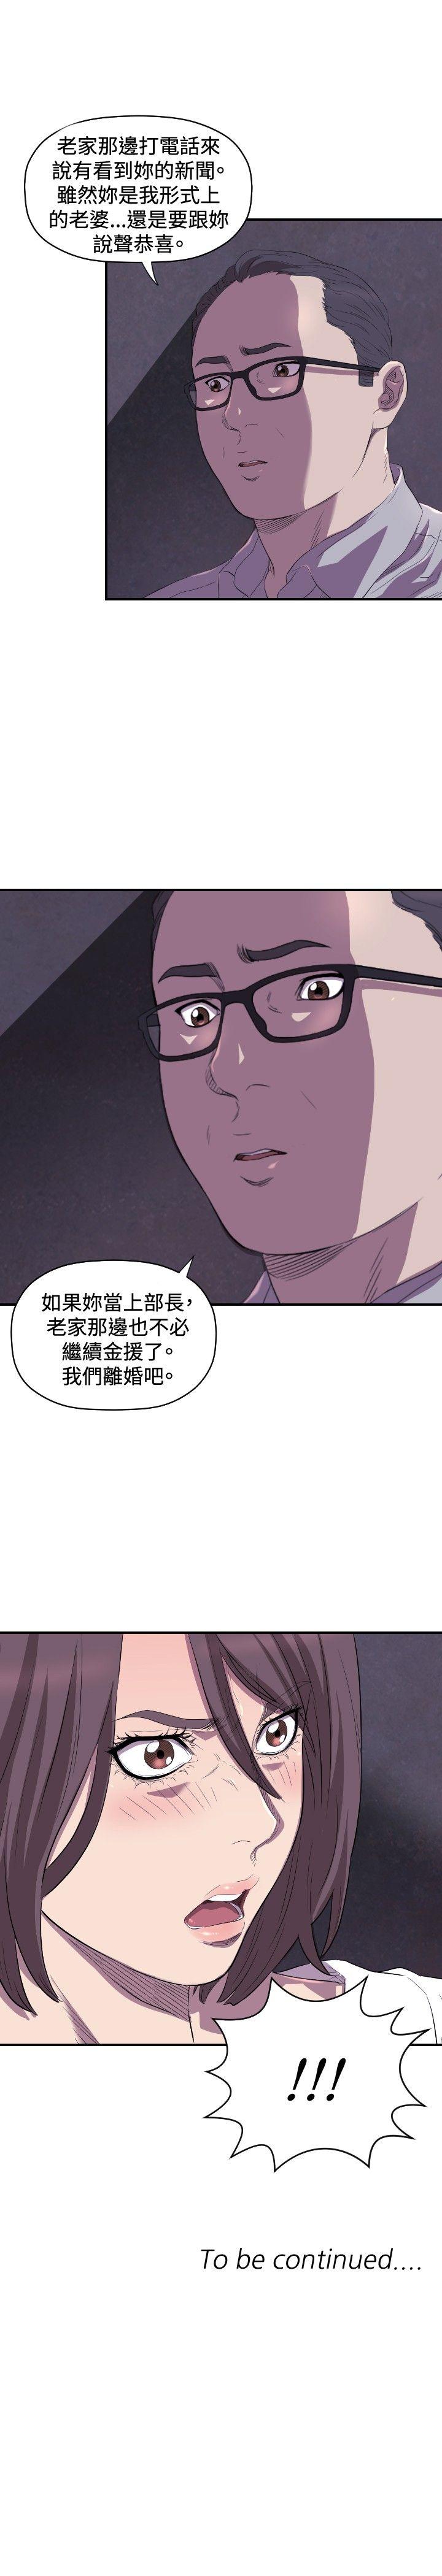 老家那邊打電話來
說有看到妳的新聞。
雖然妳是我形式上
的老婆...還是要跟妳
說聲恭喜。
如果妳當上部長，
老家那邊也不必
繼續金援了。
我們離婚吧。
!!!
To be continued....